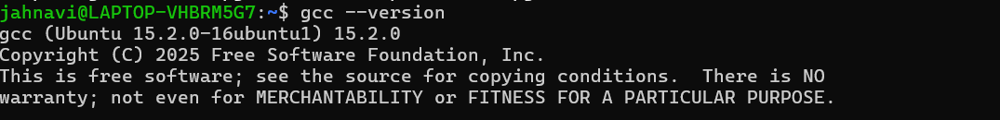 jahnavi@LAPTOP-VHBRM5G7:~$ gcc --version
gcc (Ubuntu 15.2.0-16ubuntu1) 15.2.0
Copyright (C) 2025 Free Software Foundation, Inc.
This is free software; see the source for copying conditions.  There is NO
warranty; not even for MERCHANTABILITY or FITNESS FOR A PARTICULAR PURPOSE.